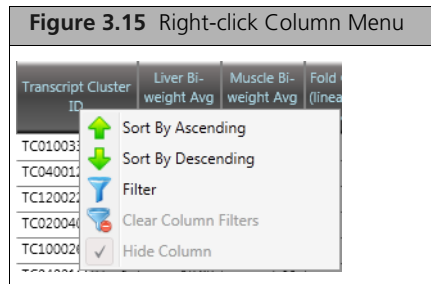 Figure 3.15 Right-click Column Menu
Transcript Cluster ID
Liver Bi-weight Avg
Muscle Bi-weight Avg
Fold
(linea
TC01003
Sort By Ascending
TC04001
Sort By Descending
TC12002
Filter
TC02004
Clear Column Filters
TC10002
Hide Column